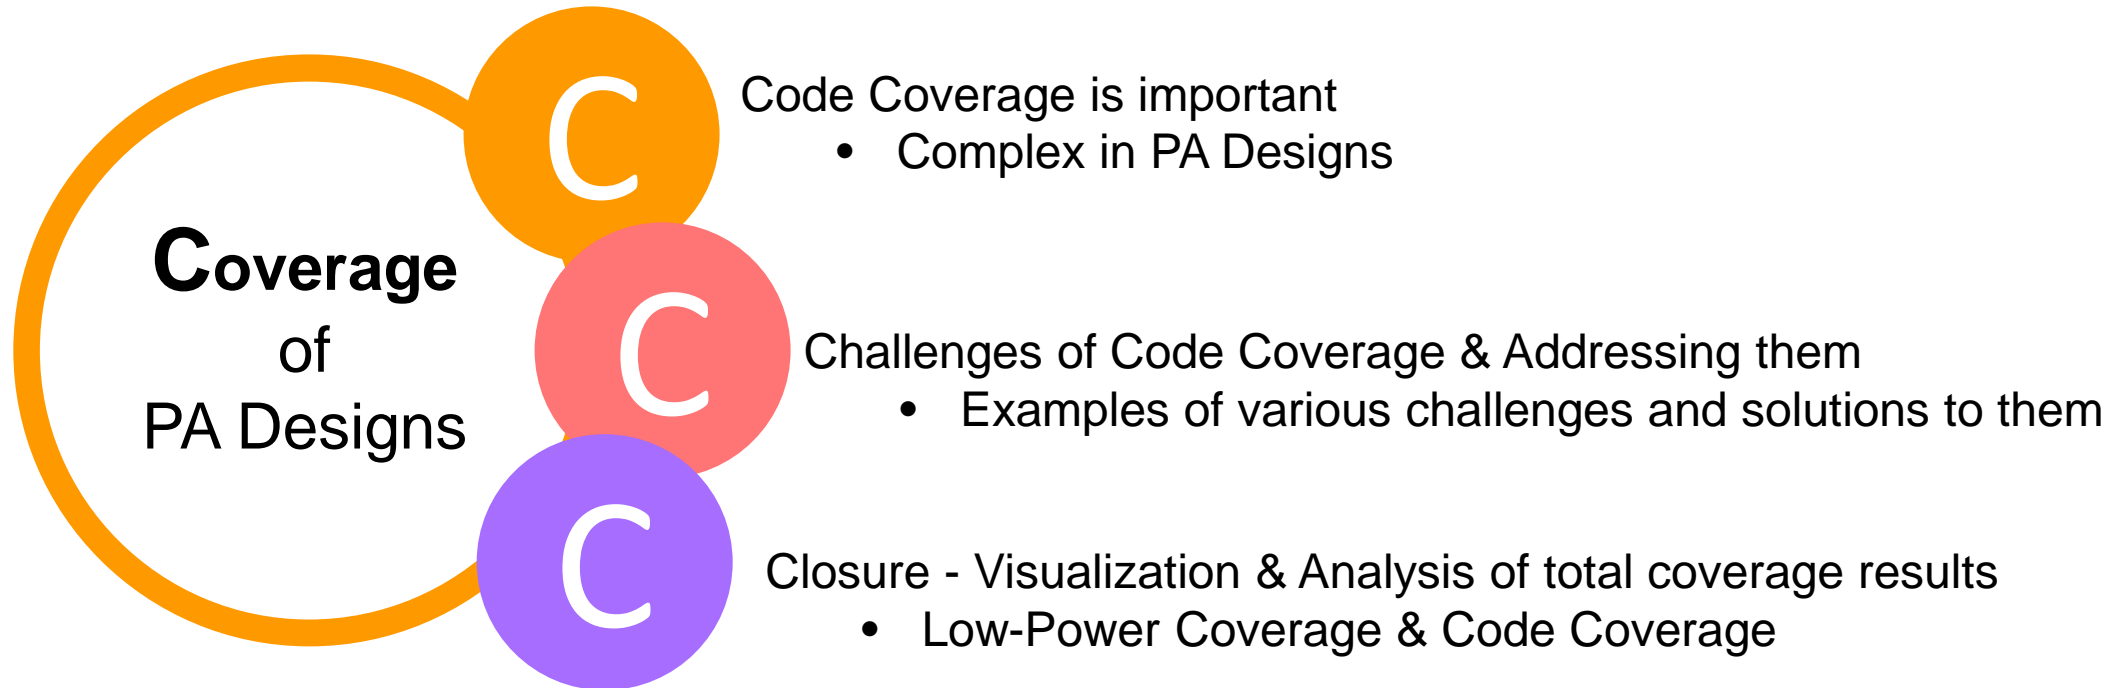 Coverage
of
PA Designs
C
Code Coverage is important
• Complex in PA Designs
C
Challenges of Code Coverage & Addressing them
• Examples of various challenges and solutions to them
C
Closure - Visualization & Analysis of total coverage results
• Low-Power Coverage & Code Coverage